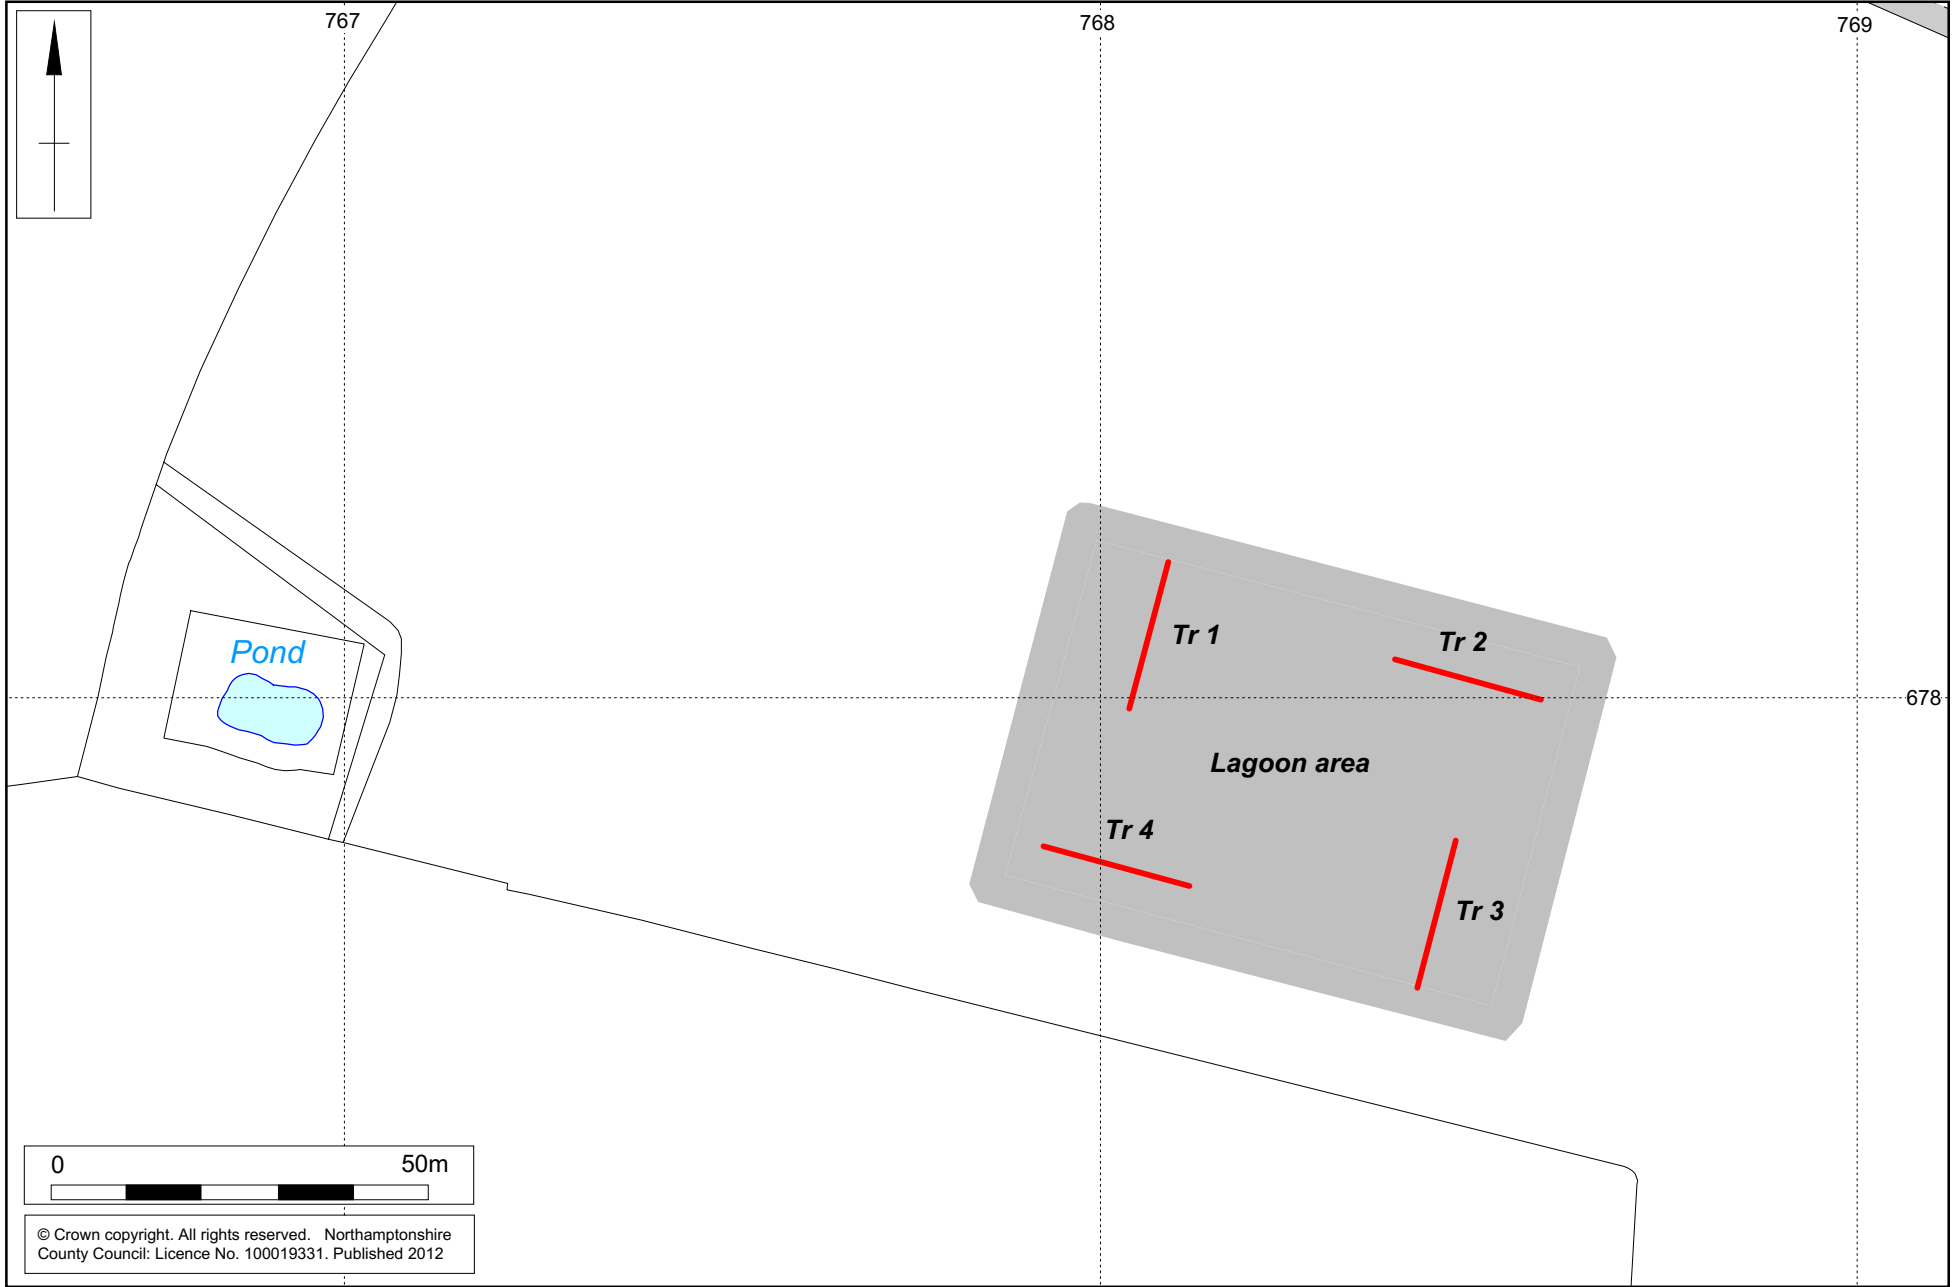 767
768
769
Tr 1
Tr 2
Pond
678
Lagoon area
Tr 4
Tr 3
0 50m
© Crown copyright. All rights reserved. Northamptonshire
County Council: Licence No. 100019331. Published 2012